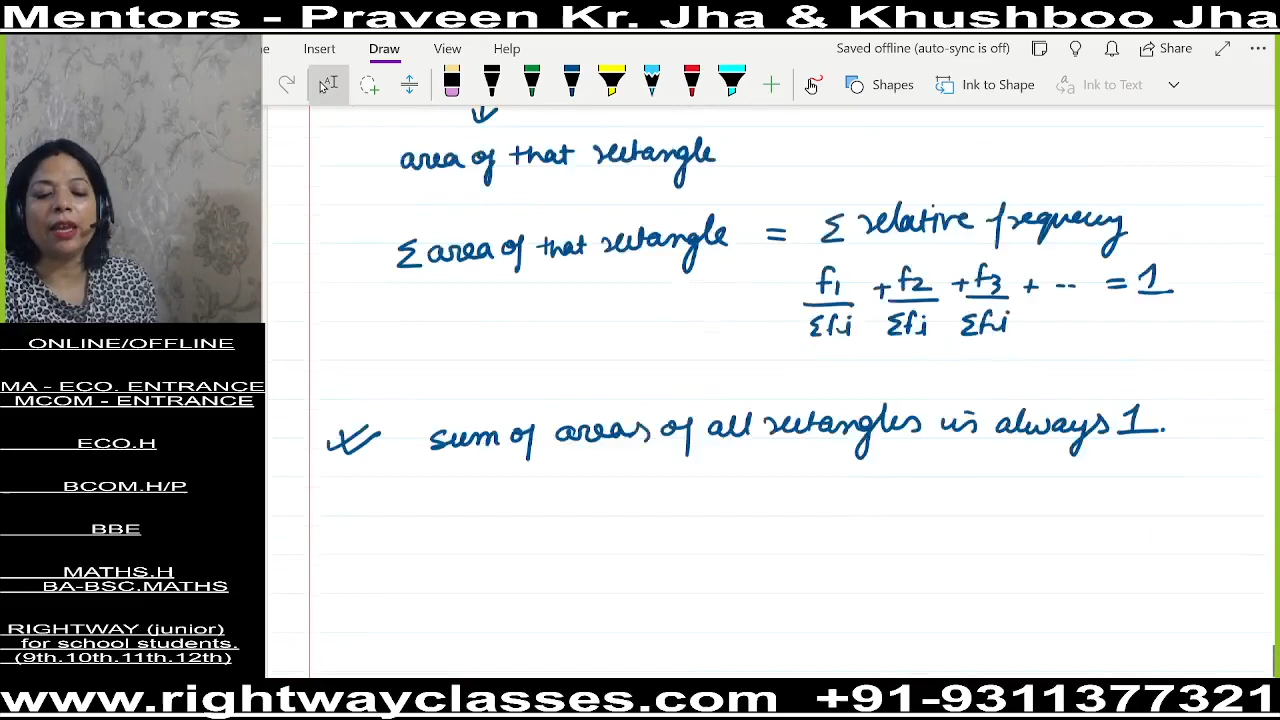 Mentors - Praveen Kr. Jha & Khushboo Jha
Insert Draw View Help
Saved offline (auto-sync is off)
Share
Shapes
Ink to Shape
Ink to Text
area of that rectangle
Σ area of that rectangle = Σ relative frequency
f1/Σfi + f2/Σfi + f3/Σfi + -- = 1
sum of areas of all rectangles is always 1.
ONLINE/OFFLINE
MA - ECO. ENTRANCE
MCOM - ENTRANCE
ECO.H
BCOM.H/P
BBE
MATHS.H
BA-BSC.MATHS
RIGHTWAY (junior)
for school students.
(9th.10th.11th.12th)
www.rightwayclasses.com +91-9311377321